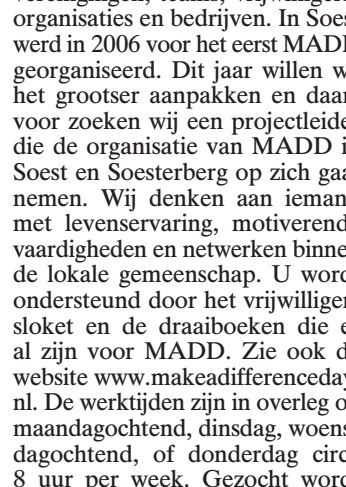 verenigingen, teams, vrijwilligers
organisaties en bedrijven. In Soes
werd in 2006 voor het eerst MADD
georganiseerd. Dit jaar willen w
het grootser aanpakken en daar
voor zoeken wij een projectleide
die de organisatie van MADD i
Soest en Soesterberg op zich gaa
nemen. Wij denken aan ieman
met levenservaring, motiverend
vaardigheden en netwerken binne
de lokale gemeenschap. U word
ondersteund door het vrijwilliger
sloket en de draaiboeken die e
al zijn voor MADD. Zie ook d
website www.makeadifferenceday
nl. De werktijden zijn in overleg o
maandagochtend, dinsdag, woens
dagochtend, of donderdag circ
8 uur per week. Gezocht word